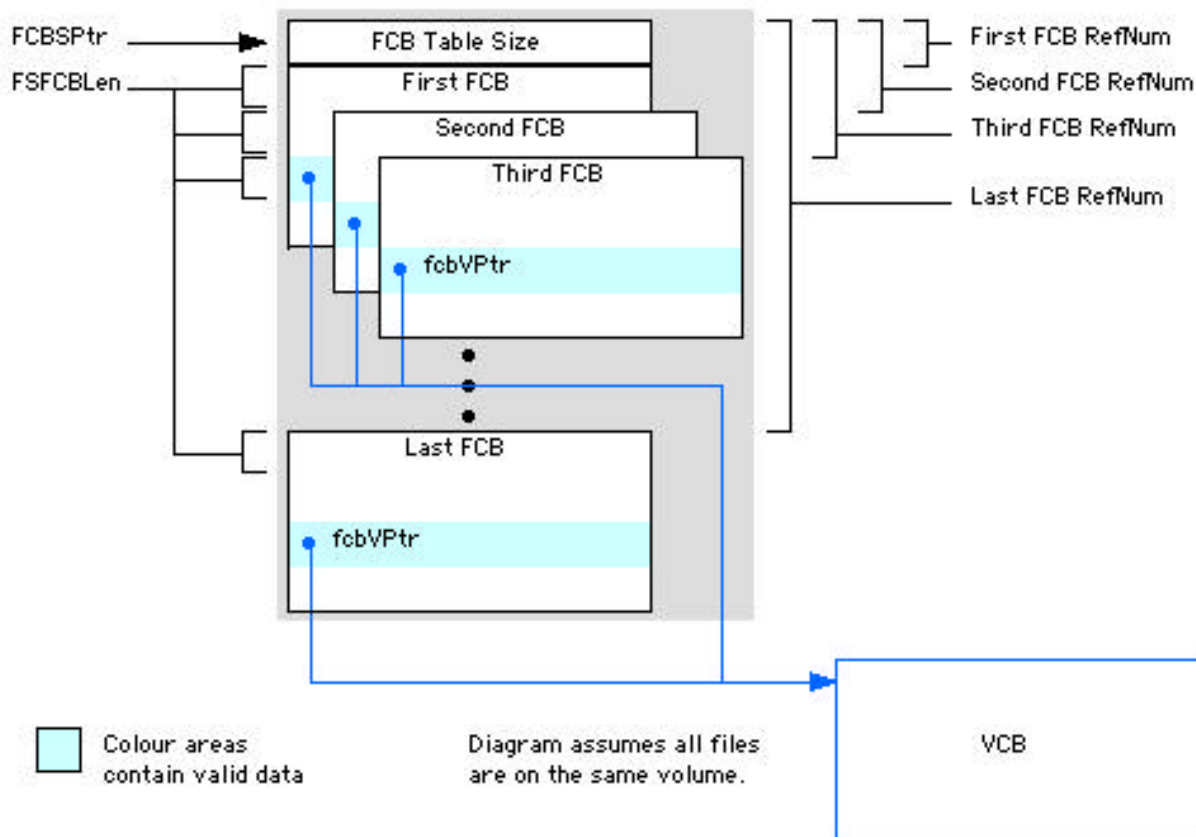 FCBSPtr
FCB Table Size
First FCB RefNum
FSFCBLen
First FCB
Second FCB RefNum
Second FCB
Third FCB RefNum
Third FCB
Last FCB RefNum
fcbVPtr
Last FCB
fcbVPtr
Colour areas
contain valid data
Diagram assumes all files
are on the same volume.
VCB